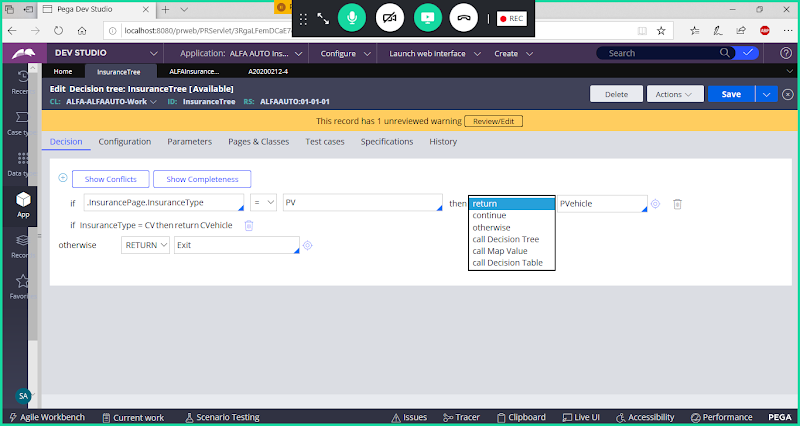 Pega Dev Studio
REC
localhost:8080/prweb/PRServlet/3RgaLFemDCaE7
DEV STUDIO
Application: ALFA AUTO Ins...
Configure
Launch web Interface
Create
Search
Home
InsuranceTree
ALFAInsurance...
A20200212-4
Edit Decision tree: InsuranceTree [Available]
CL: ALFA-ALFAAUTO-Work ID: InsuranceTree RS: ALFAAUTO:01-01-01
Delete
Actions
Save
This record has 1 unreviewed warning Review/Edit
Decision
Configuration
Parameters
Pages & Classes
Test cases
Specifications
History
Recen
Case typ
Data typ
App
Recor
Favorit
SA
Show Conflicts
Show Completeness
if .InsurancePage.InsuranceType = PV then return PVehicle
continue
otherwise
call Decision Tree
call Map Value
call Decision Table
if InsuranceType = CV then return CVehicle
otherwise RETURN Exit
Agile Workbench
Current work
Scenario Testing
Issues
Tracer
Clipboard
Live UI
Accessibility
Performance
PEGA